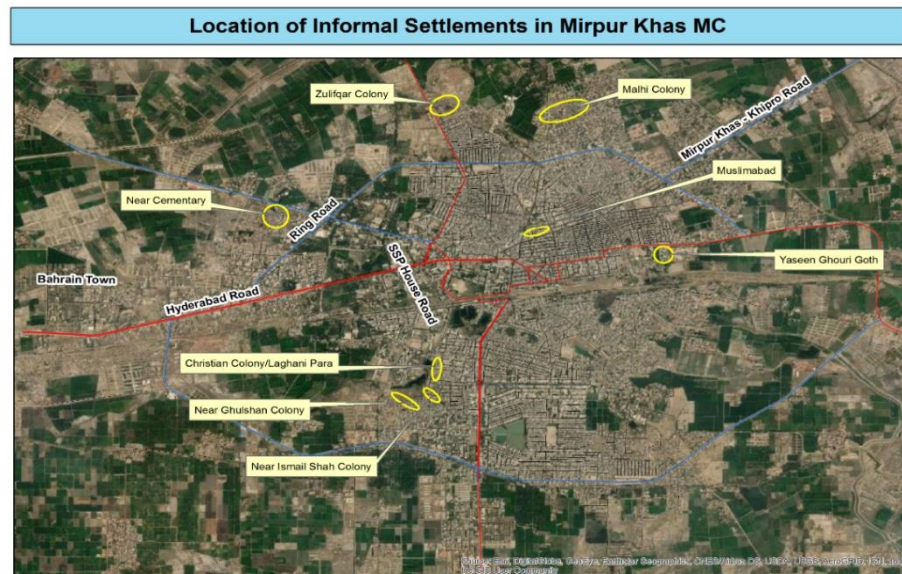 Location of Informal Settlements in Mirpur Khas MC
Zulifqar Colony
Malhi Colony
Mirpur Khas - Khipro Road
Muslimabad
Near Cementary
Ring Road
SSP House Road
Yaseen Ghouri Goth
Bahrain Town
Hyderabad Road
Christian Colony/Laghani Para
Near Ghulshan Colony
Near Ismail Shah Colony